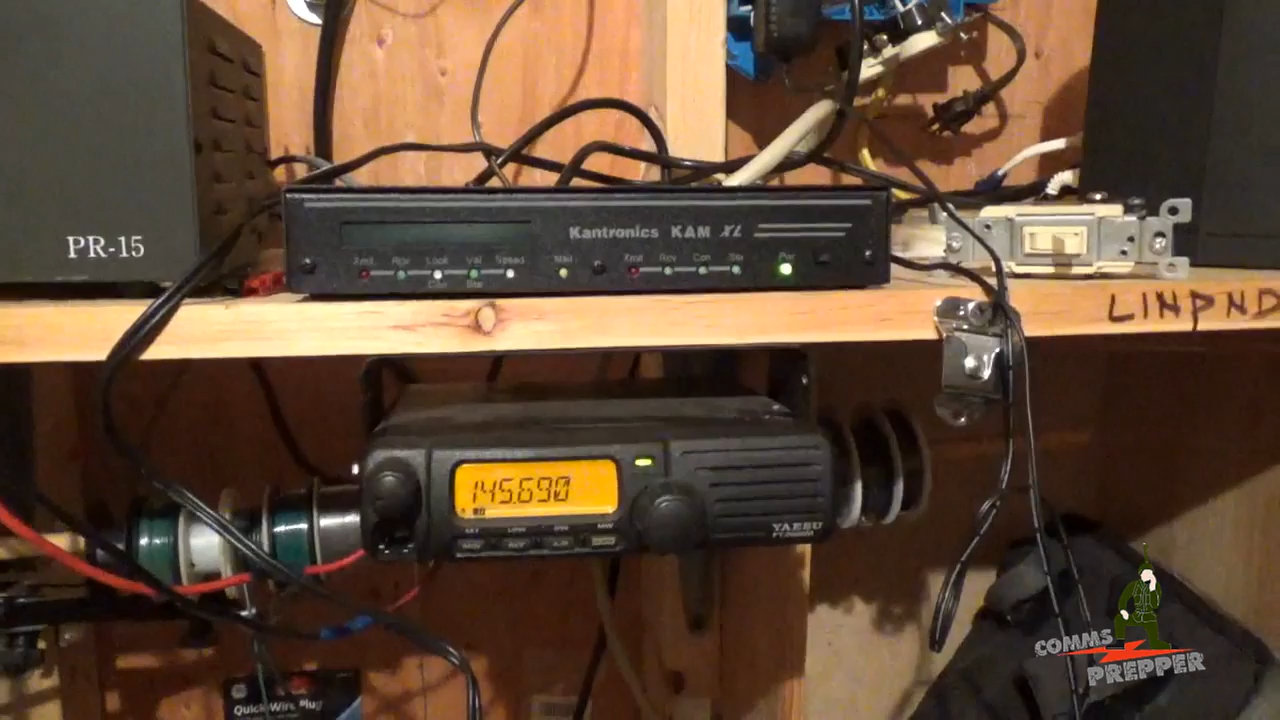 PR-15
Kantronics KAM XL
Xmit Rcv Lock Val Speed Mail Xmit Rcv Con Sta Pwr
Con Sta
LINPND
145.690
YAESU
Quick Wire Plug
COMMS
PREPPER